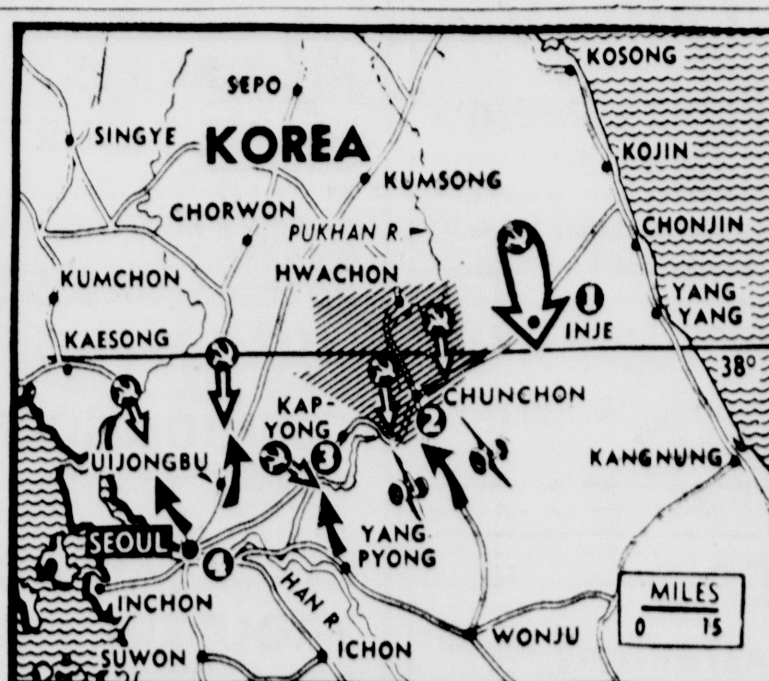 KOSONG
SEPO
SINGYE
KOREA
KOJIN
KUMSONG
CHORWON
PUKHAN R.
CHONJIN
HWACHON
KUMCHON
1
YANG
YANG
INJE
KAESONG
38°
KAP-
YONG
CHUNCHON
2
UIJONGBU
3
KANGNUNG
SEOUL
4
YANG
PYONG
HAN R.
MILES
0 15
INCHON
WONJU
SUWON
ICHON